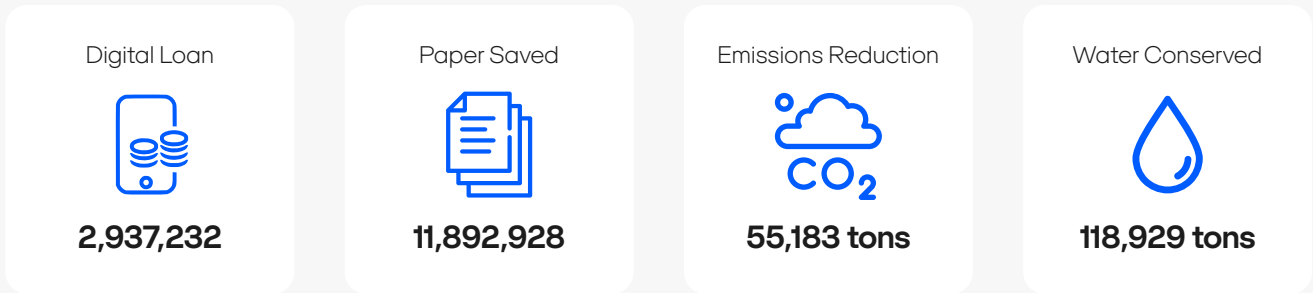 Digital Loan
2,937,232
Paper Saved
11,892,928
Emissions Reduction
CO2
55,183 tons
Water Conserved
118,929 tons